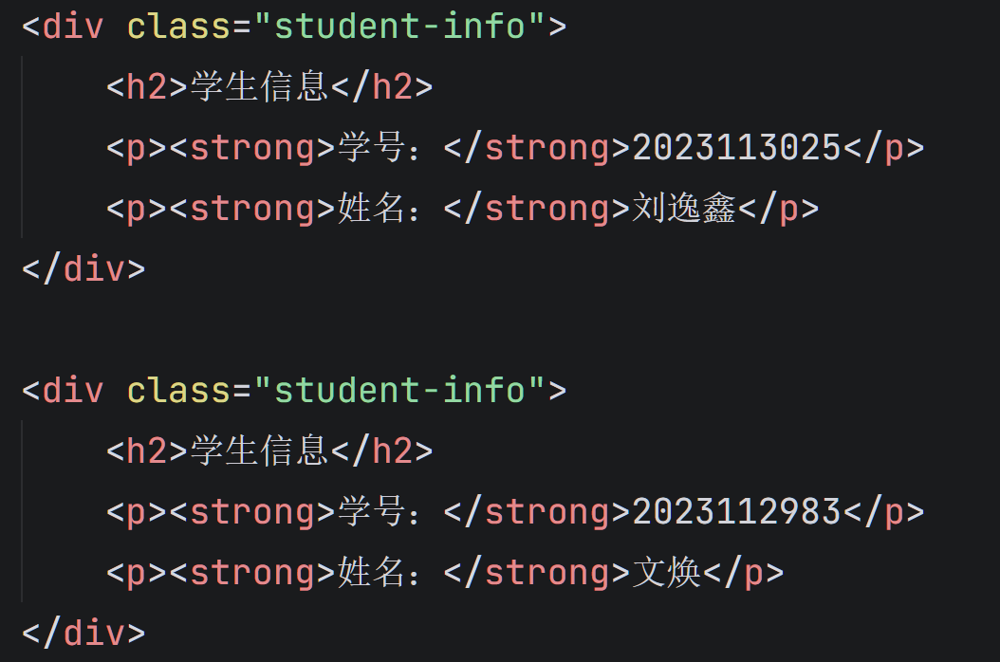 <div class="student-info">
<h2>学生信息</h2>
<p><strong>学号：</strong>2023113025</p>
<p><strong>姓名：</strong>刘逸鑫</p>
</div>
<div class="student-info">
<h2>学生信息</h2>
<p><strong>学号：</strong>2023112983</p>
<p><strong>姓名：</strong>文焕</p>
</div>